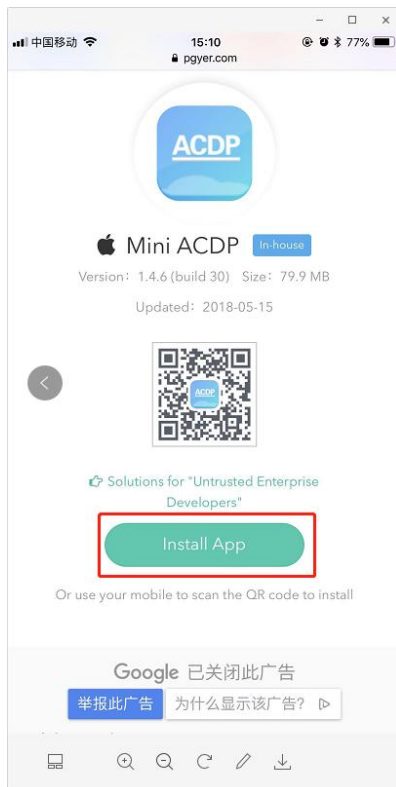 中国移动 15:10 77%
pgyer.com
ACDP
Mini ACDP In-house
Version: 1.4.6 (build 30) Size: 79.9 MB
Updated: 2018-05-15
ACDP
Solutions for "Untrusted Enterprise
Developers"
Install App
Or use your mobile to scan the QR code to install
Google 已关闭此广告
举报此广告 为什么显示该广告?